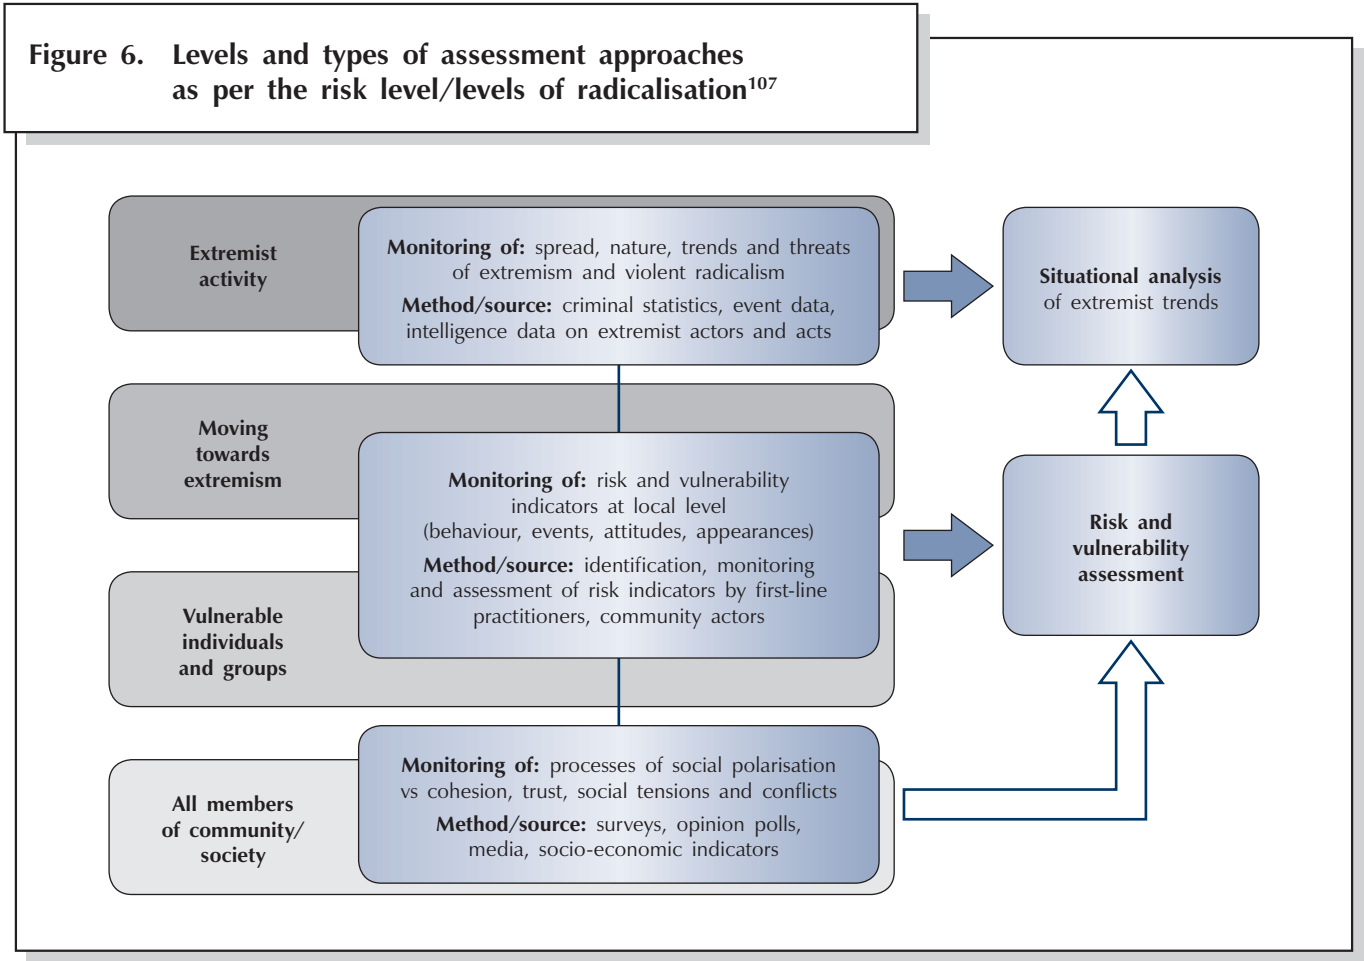 Figure 6. Levels and types of assessment approaches
as per the risk level/levels of radicalisation107
Extremist
activity
Monitoring of: spread, nature, trends and threats
of extremism and violent radicalism
Method/source: criminal statistics, event data,
intelligence data on extremist actors and acts
Situational analysis
of extremist trends
Moving
towards
extremism
Monitoring of: risk and vulnerability
indicators at local level
(behaviour, events, attitudes, appearances)
Method/source: identification, monitoring
and assessment of risk indicators by first-line
practitioners, community actors
Risk and
vulnerability
assessment
Vulnerable
individuals
and groups
All members
of community/
society
Monitoring of: processes of social polarisation
vs cohesion, trust, social tensions and conflicts
Method/source: surveys, opinion polls,
media, socio-economic indicators